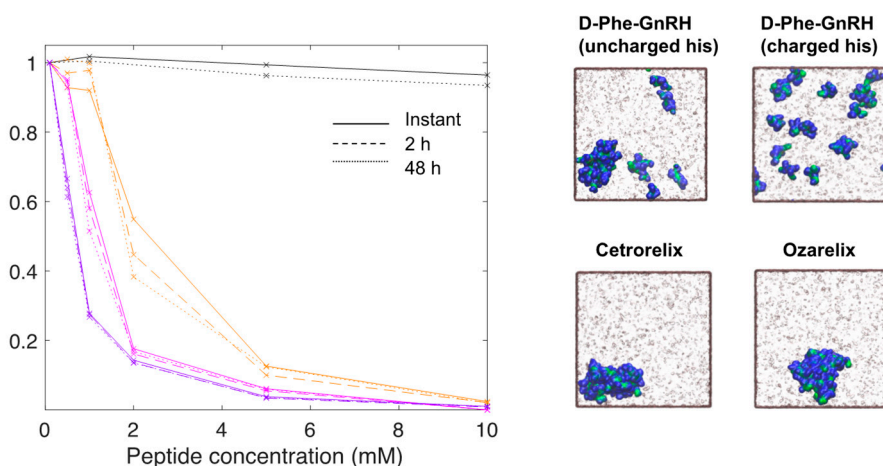 1
0.8
0.6
0.4
0.2
0
2
4
6
8
10
Peptide concentration (mM)
Instant
2 h
48 h
D-Phe-GnRH
(uncharged his)
D-Phe-GnRH
(charged his)
Cetrorelix
Ozarelix